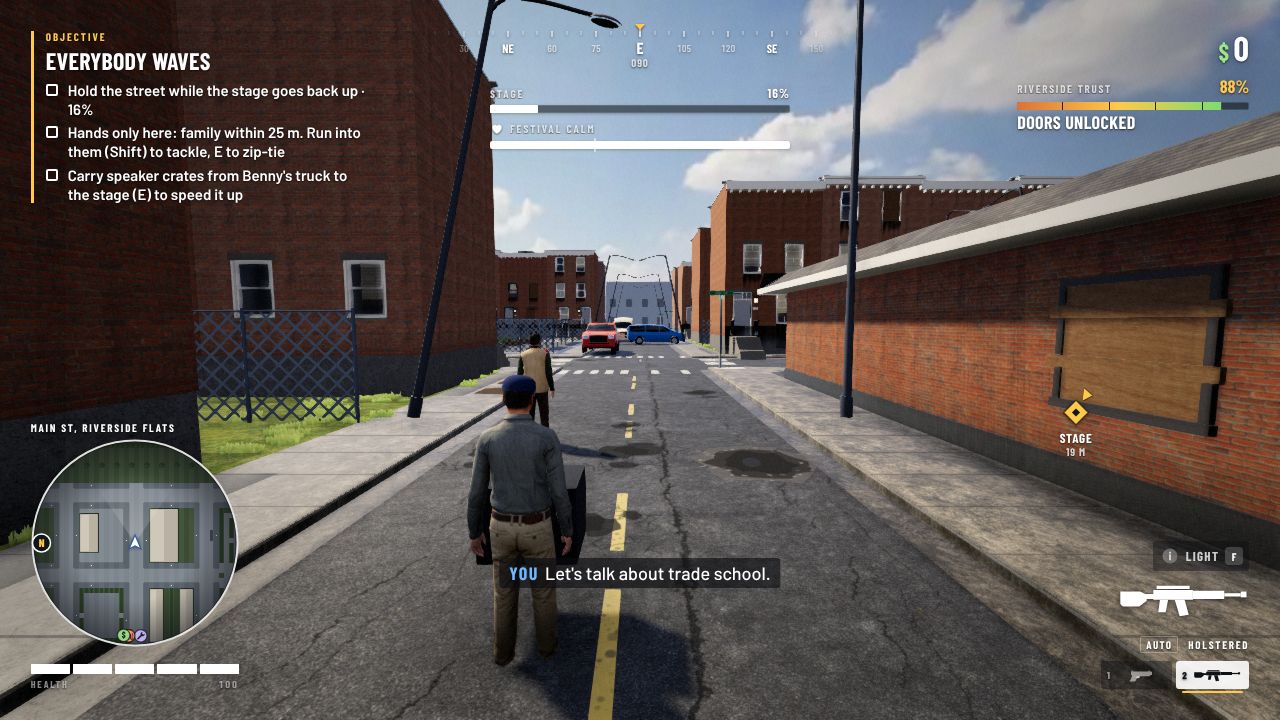 OBJECTIVE
EVERYBODY WAVES
Hold the street while the stage goes back up ·
16%
Hands only here: family within 25 m. Run into
them (Shift) to tackle, E to zip-tie
Carry speaker crates from Benny's truck to
the stage (E) to speed it up
30 NE 60 75 E 105 120 SE 150
090
STAGE 16%
FESTIVAL CALM
$ 0
RIVERSIDE TRUST 88%
DOORS UNLOCKED
STAGE
19 M
MAIN ST, RIVERSIDE FLATS
N
$
HEALTH 100
YOU Let's talk about trade school.
LIGHT F
AUTO HOLSTERED
1 2